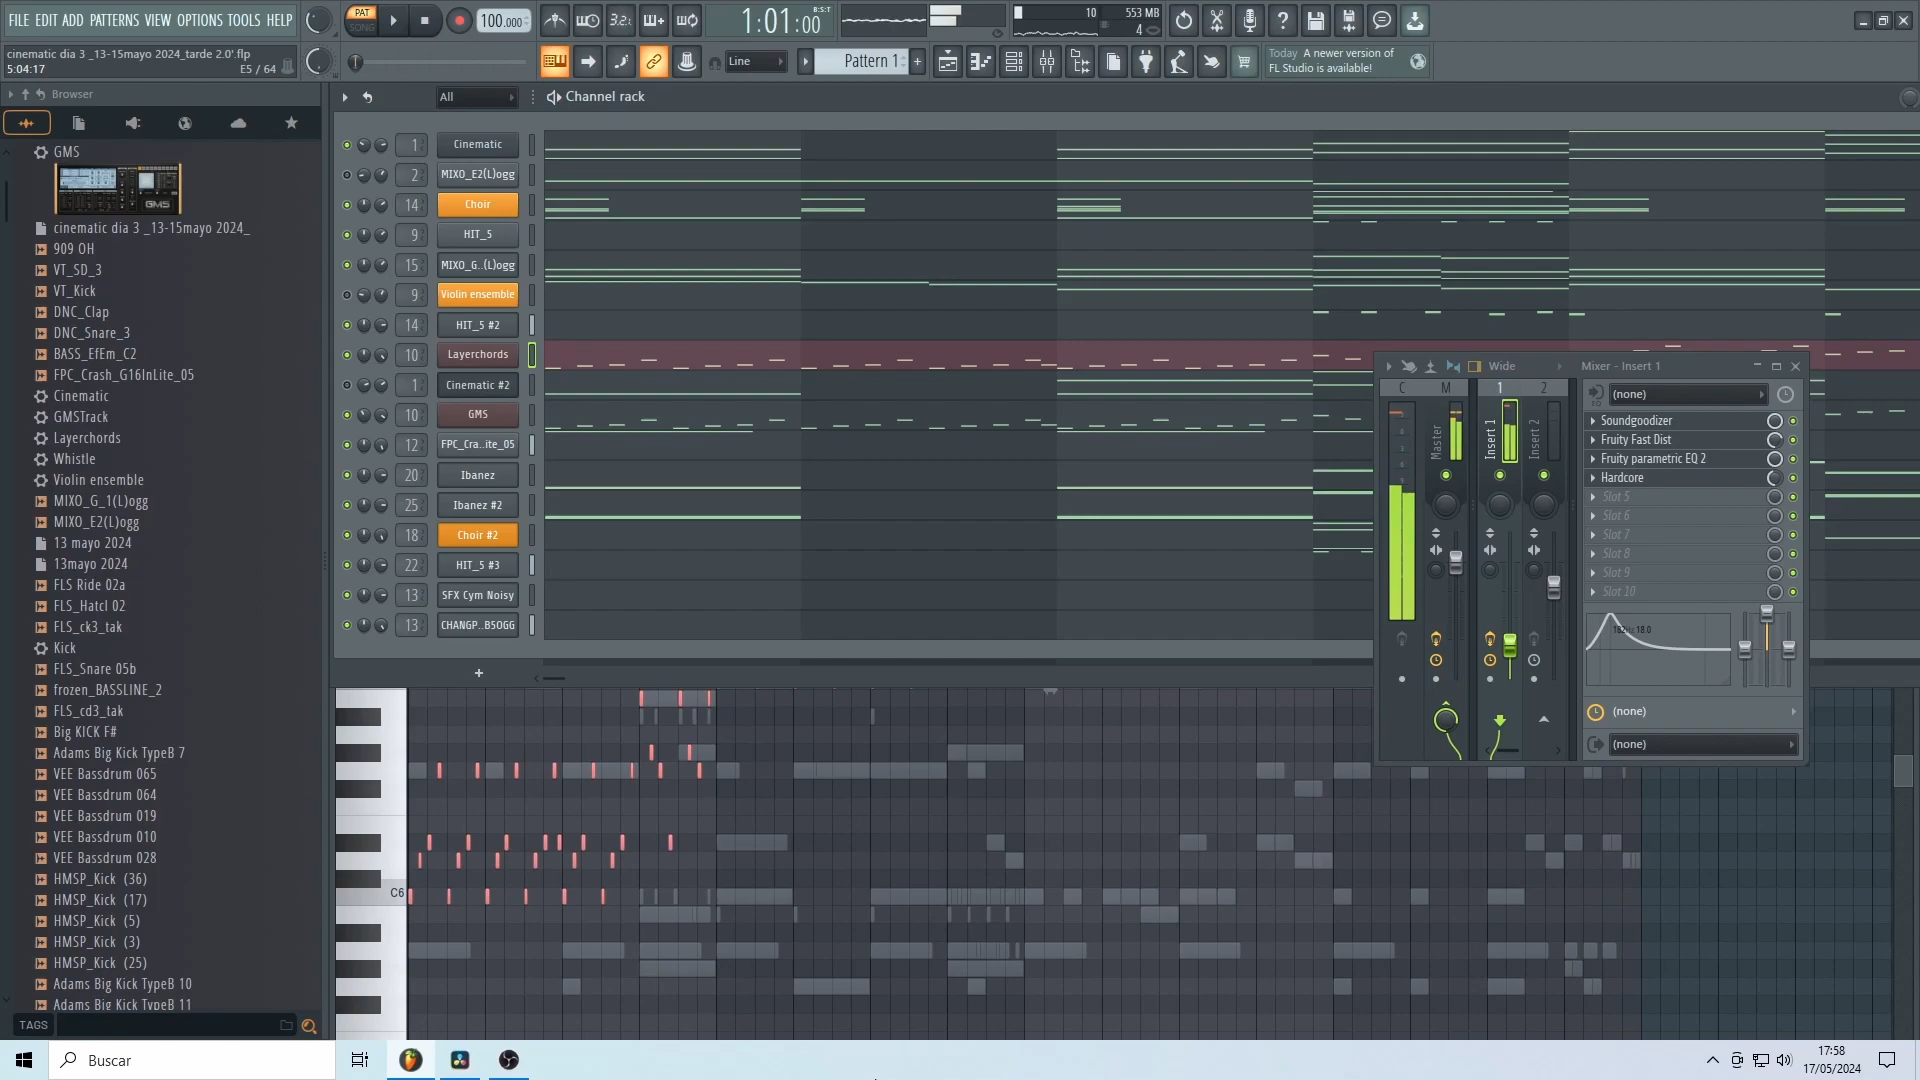 FILE EDIT ADD PATTERNS VIEW OPTIONS TOOLS HELP
PAT
SONG
100.000
3.2.
1:01:00
B:S:T
10
553 MB
4
cinematic dia 3 _13-15mayo 2024_tarde 2.0'.flp
5:04:17
E5 / 64
Line
Pattern 1
Today A newer version of
FL Studio is available!
Browser
All
Channel rack
GMS
cinematic dia 3 _13-15mayo 2024_
909 OH
VT_SD_3
VT_Kick
DNC_Clap
DNC_Snare_3
BASS_EfEm_C2
FPC_Crash_G16InLite_05
Cinematic
GMSTrack
Layerchords
Whistle
Violin ensemble
MIXO_G_1(L)ogg
MIXO_E2(L)ogg
13 mayo 2024
13mayo 2024
FLS Ride 02a
FLS_Hatcl 02
FLS_ck3_tak
Kick
FLS_Snare 05b
frozen_BASSLINE_2
FLS_cd3_tak
Big KICK F#
Adams Big Kick TypeB 7
VEE Bassdrum 065
VEE Bassdrum 064
VEE Bassdrum 019
VEE Bassdrum 010
VEE Bassdrum 028
HMSP_Kick (36)
HMSP_Kick (17)
HMSP_Kick (5)
HMSP_Kick (3)
HMSP_Kick (25)
Adams Big Kick TypeB 10
Adams Big Kick TypeB 11
TAGS
1 Cinematic
2 MIXO_E2(L)ogg
14 Choir
9 HIT_5
15 MIXO_G..(L)ogg
9 Violin ensemble
14 HIT_5 #2
10 Layerchords
1 Cinematic #2
10 GMS
12 FPC_Cra..ite_05
20 Ibanez
25 Ibanez #2
18 Choir #2
22 HIT_5 #3
13 SFX Cym Noisy
13 CHANGP..B5OGG
+
C6
Wide
Mixer - Insert 1
C M 1 2
Master
Insert 1
Insert 2
(none)
Soundgoodizer
Fruity Fast Dist
Fruity parametric EQ 2
Hardcore
Slot 5
Slot 6
Slot 7
Slot 8
Slot 9
Slot 10
182Hz 18.0
(none)
(none)
Buscar
17:58
17/05/2024